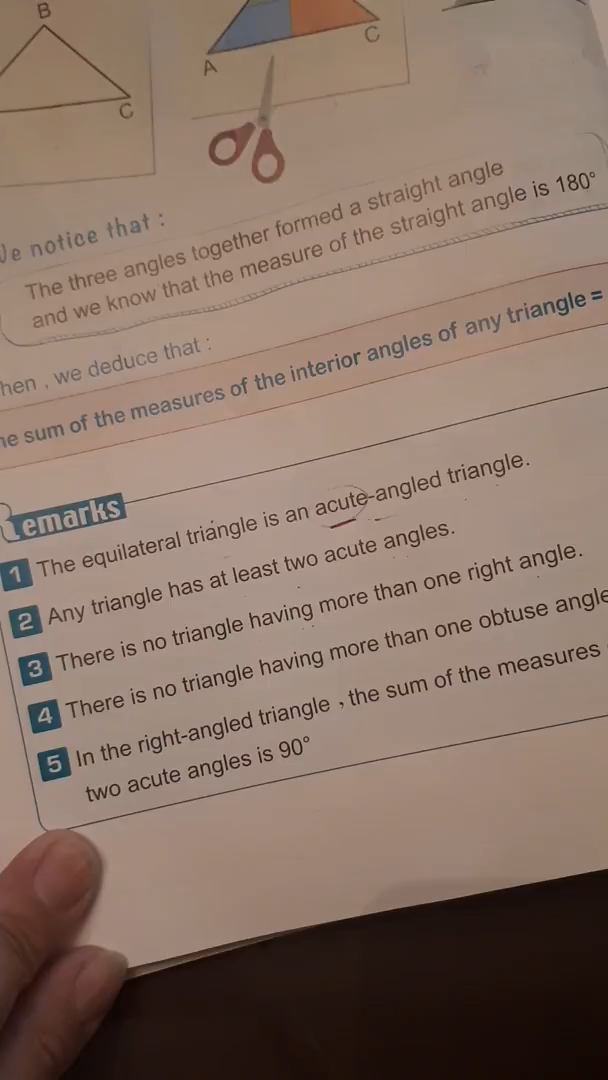 B
C
A
C
We notice that :
The three angles together formed a straight angle
and we know that the measure of the straight angle is 180°
hen , we deduce that :
he sum of the measures of the interior angles of any triangle =
emarks
1 The equilateral triangle is an acute-angled triangle.
2 Any triangle has at least two acute angles.
3 There is no triangle having more than one right angle.
4 There is no triangle having more than one obtuse angle
5 In the right-angled triangle , the sum of the measures
two acute angles is 90°